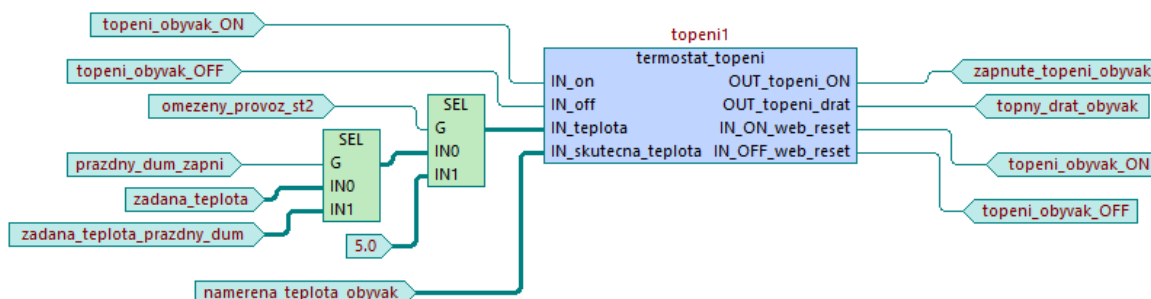 topeni_obyvak_ON
topeni1
termostat_topeni
topeni_obyvak_OFF
IN_on
OUT_topeni_ON
zapnute_topeni_obyvak
omezeny_provoz_st2
SEL
IN_off
OUT_topeni_drat
topny_drat_obyvak
G
IN_teplota
IN_ON_web_reset
SEL
IN0
IN_skutecna_teplota
IN_OFF_web_reset
prazdny_dum_zapni
G
IN1
topeni_obyvak_ON
zadana_teplota
IN0
zadana_teplota_prazdny_dum
IN1
topeni_obyvak_OFF
5.0
namerena_teplota_obyvak